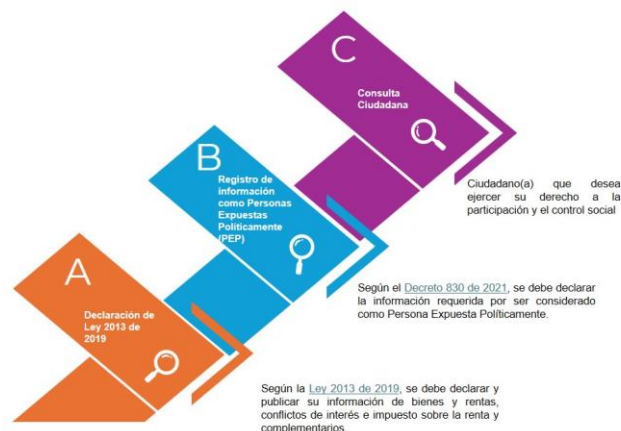 C
Consulta
Ciudadana
Ciudadano(a) que desea
ejercer su derecho a la
participación y el control social
B
Registro de
información
como Personas
Expuestas
Políticamente
(PEP)
Según el Decreto 830 de 2021, se debe declarar
la información requerida por ser considerado
como Persona Expuesta Políticamente.
A
Declaración de
Ley 2013 de
2019
Según la Ley 2013 de 2019, se debe declarar y
publicar su información de bienes y rentas,
conflictos de interés e impuesto sobre la renta y
complementarios.